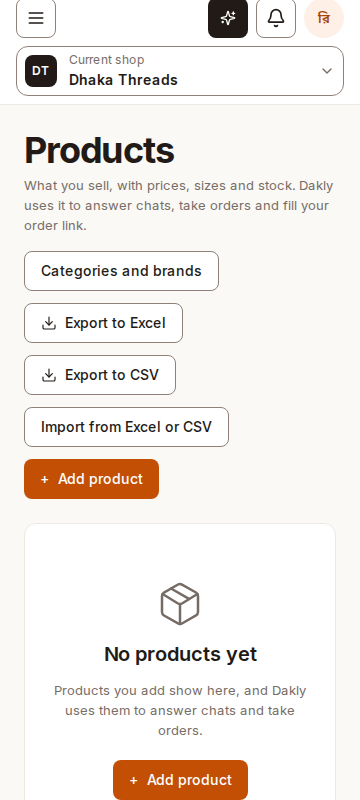 রি
Current shop
DT
Dhaka Threads
Products
What you sell, with prices, sizes and stock. Dakly
uses it to answer chats, take orders and fill your
order link.
Categories and brands
Export to Excel
Export to CSV
Import from Excel or CSV
+ Add product
No products yet
Products you add show here, and Dakly
uses them to answer chats and take
orders.
+ Add product